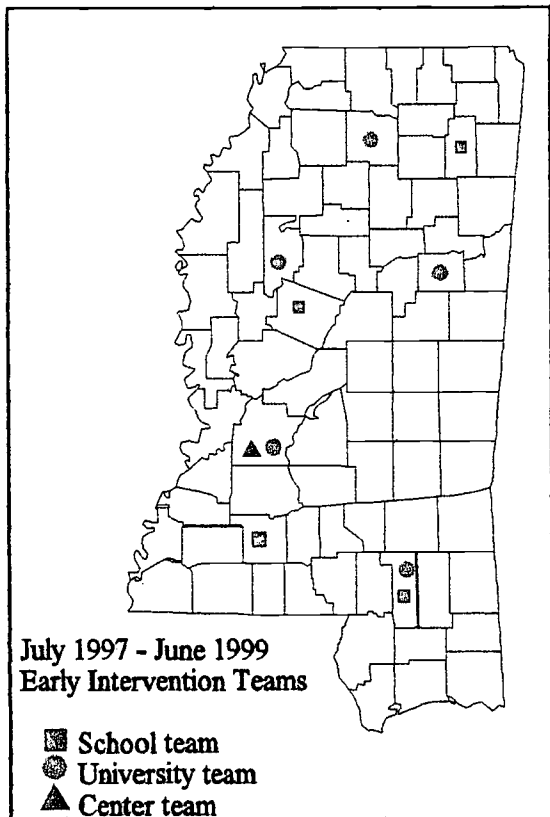 July 1997 - June 1999
Early Intervention Teams
School team
University team
Center team